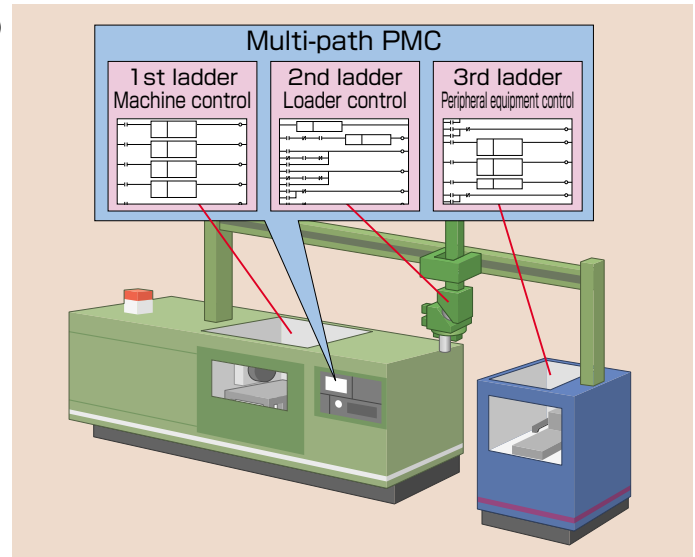 Multi-path PMC
1st ladder
Machine control
2nd ladder
Loader control
3rd ladder
Peripheral equipment control